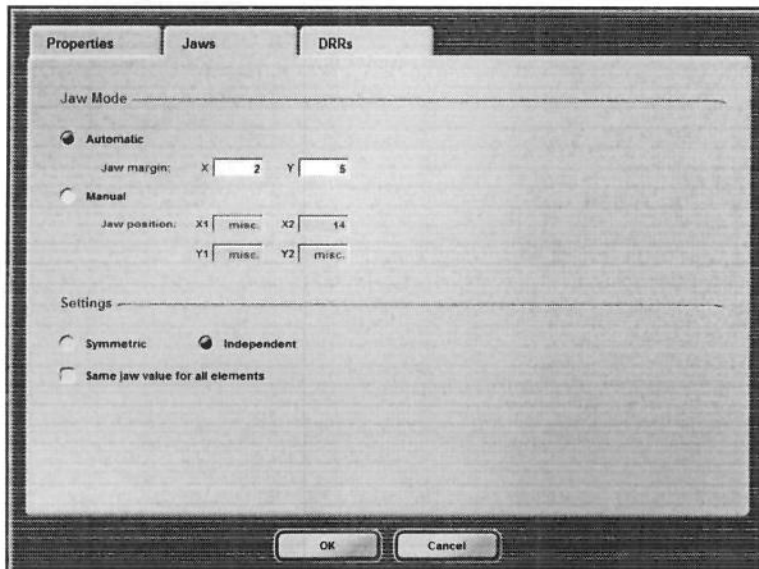 Properties Jaws DRRs
Jaw Mode
Automatic
Jaw margin: X 2 Y 5
Manual
Jaw position: X1 misc. X2 14
Y1 misc. Y2 misc.
Settings
Symmetric Independent
Same jaw value for all elements
OK Cancel